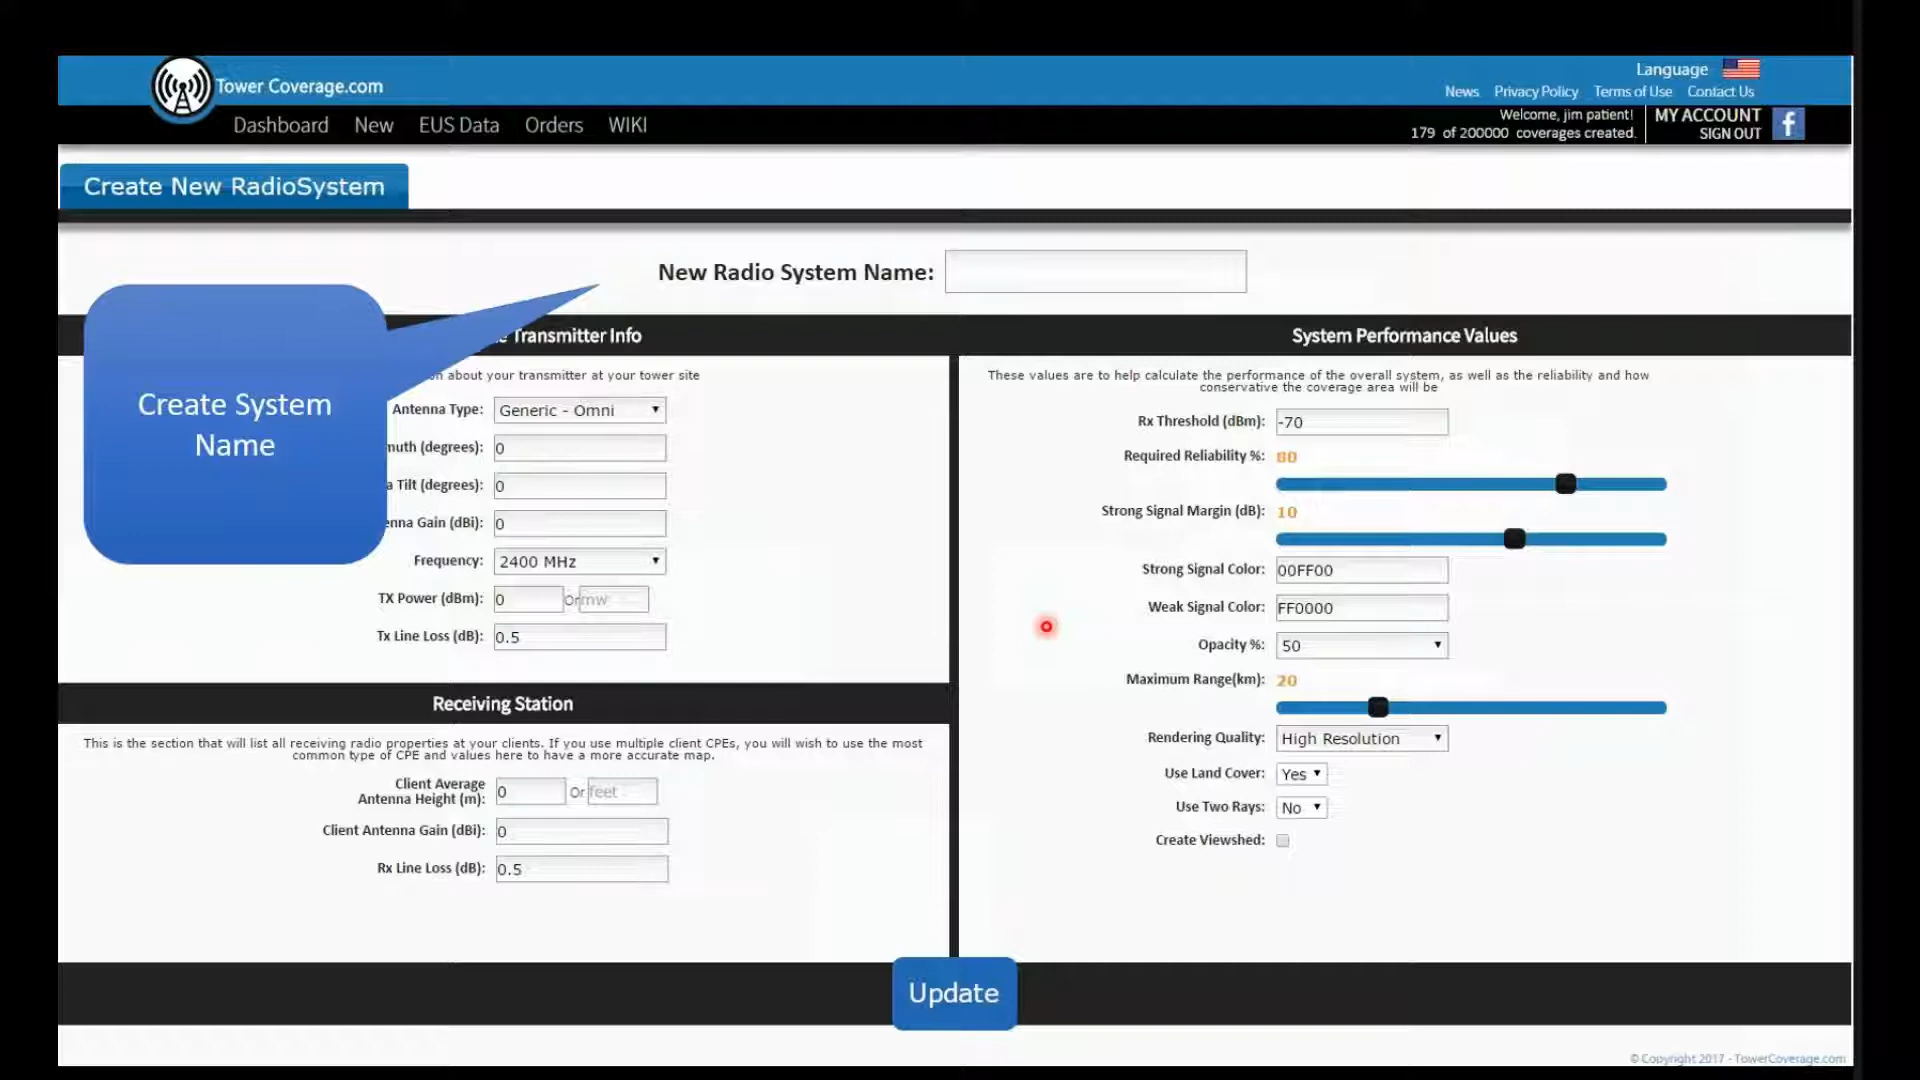 Tower Coverage.com
Language
News Privacy Policy Terms of Use Contact Us
Dashboard New EUS Data Orders WIKI
Welcome, jim patient!
179 of 200000 coverages created.
MY ACCOUNT
SIGN OUT
Create New RadioSystem
New Radio System Name:
Create System
Name
Transmitter Info
about your transmitter at your tower site
Antenna Type: Generic - Omni
muth (degrees): 0
a Tilt (degrees): 0
enna Gain (dBi): 0
Frequency: 2400 MHz
TX Power (dBm): 0 Or mw
Tx Line Loss (dB): 0.5
Receiving Station
This is the section that will list all receiving radio properties at your clients. If you use multiple client CPEs, you will wish to use the most
common type of CPE and values here to have a more accurate map.
Client Average
Antenna Height (m): 0 Or feet
Client Antenna Gain (dBi): 0
Rx Line Loss (dB): 0.5
System Performance Values
These values are to help calculate the performance of the overall system, as well as the reliability and how
conservative the coverage area will be
Rx Threshold (dBm): -70
Required Reliability %: 80
Strong Signal Margin (dB): 10
Strong Signal Color: 00FF00
Weak Signal Color: FF0000
Opacity %: 50
Maximum Range(km): 20
Rendering Quality: High Resolution
Use Land Cover: Yes
Use Two Rays: No
Create Viewshed:
Update
© Copyright 2017 - TowerCoverage.com